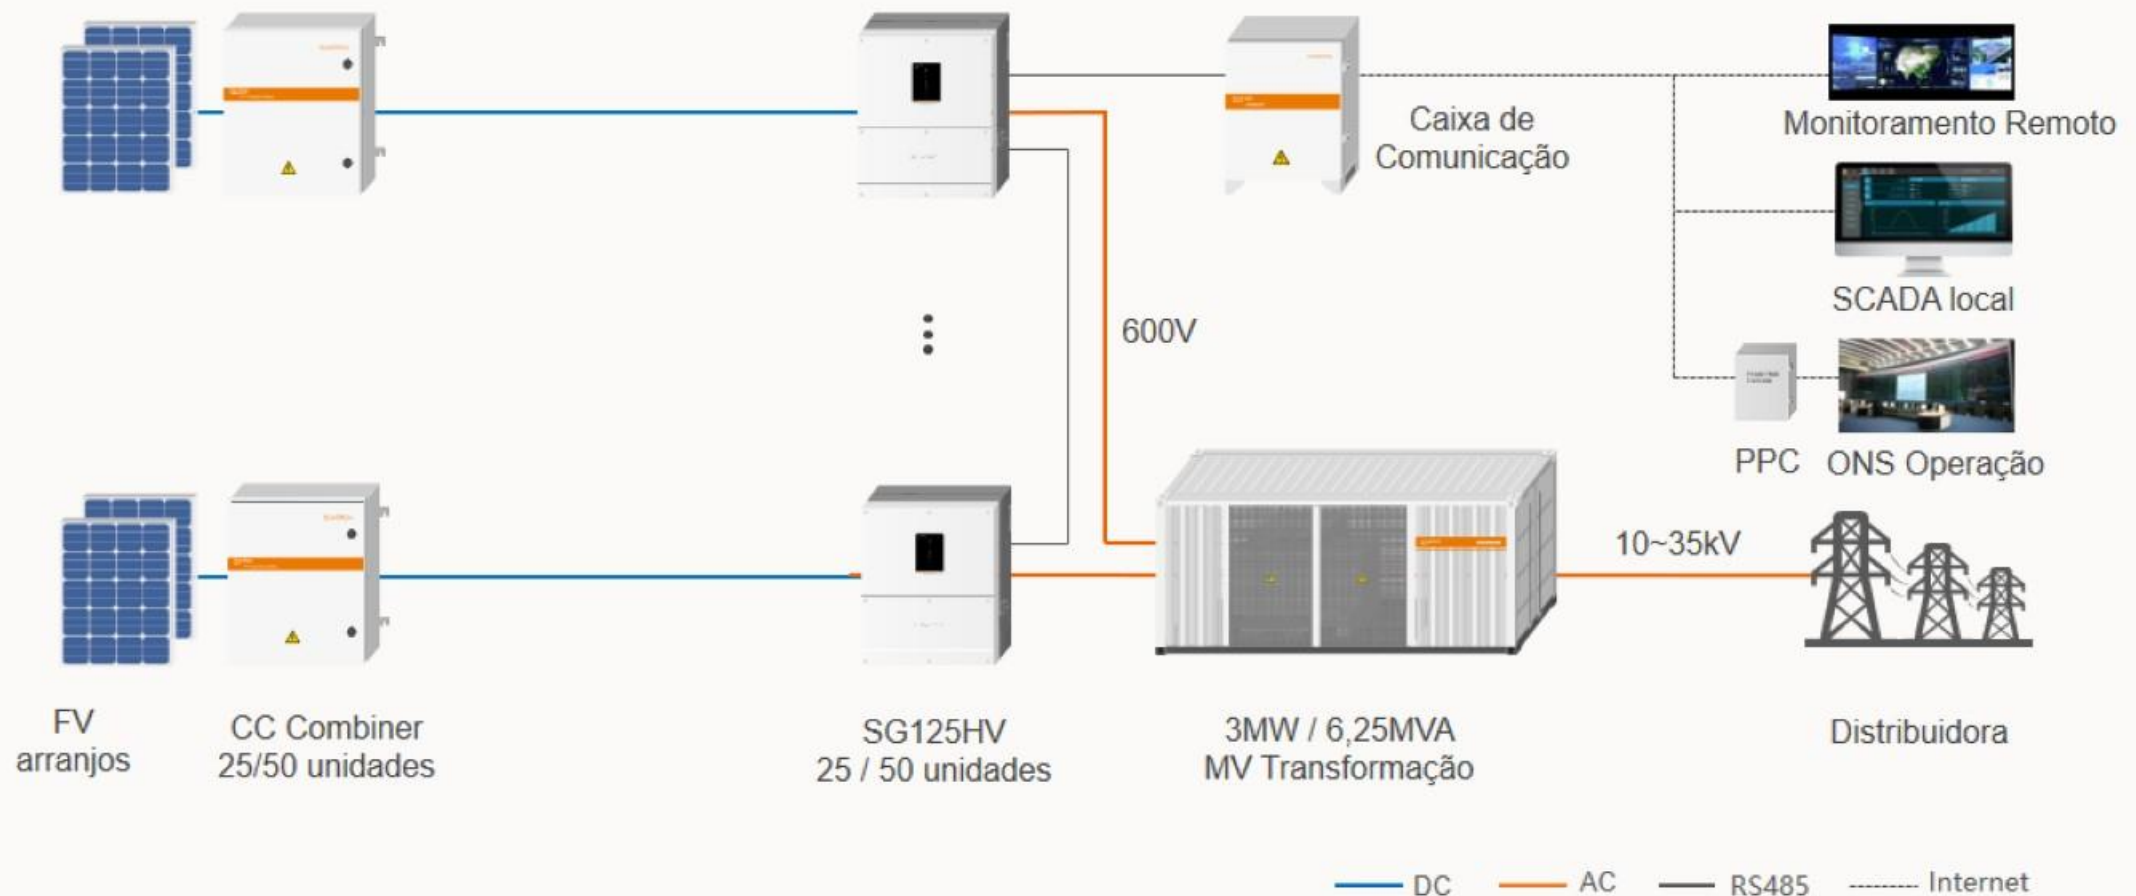 Caixa de
Comunicação
Monitoramento Remoto
SCADA local
600V
PPC
ONS Operação
10~35kV
FV
arranjos
CC Combiner
25/50 unidades
SG125HV
25 / 50 unidades
3MW / 6,25MVA
MV Transformação
Distribuidora
DC
AC
RS485
Internet